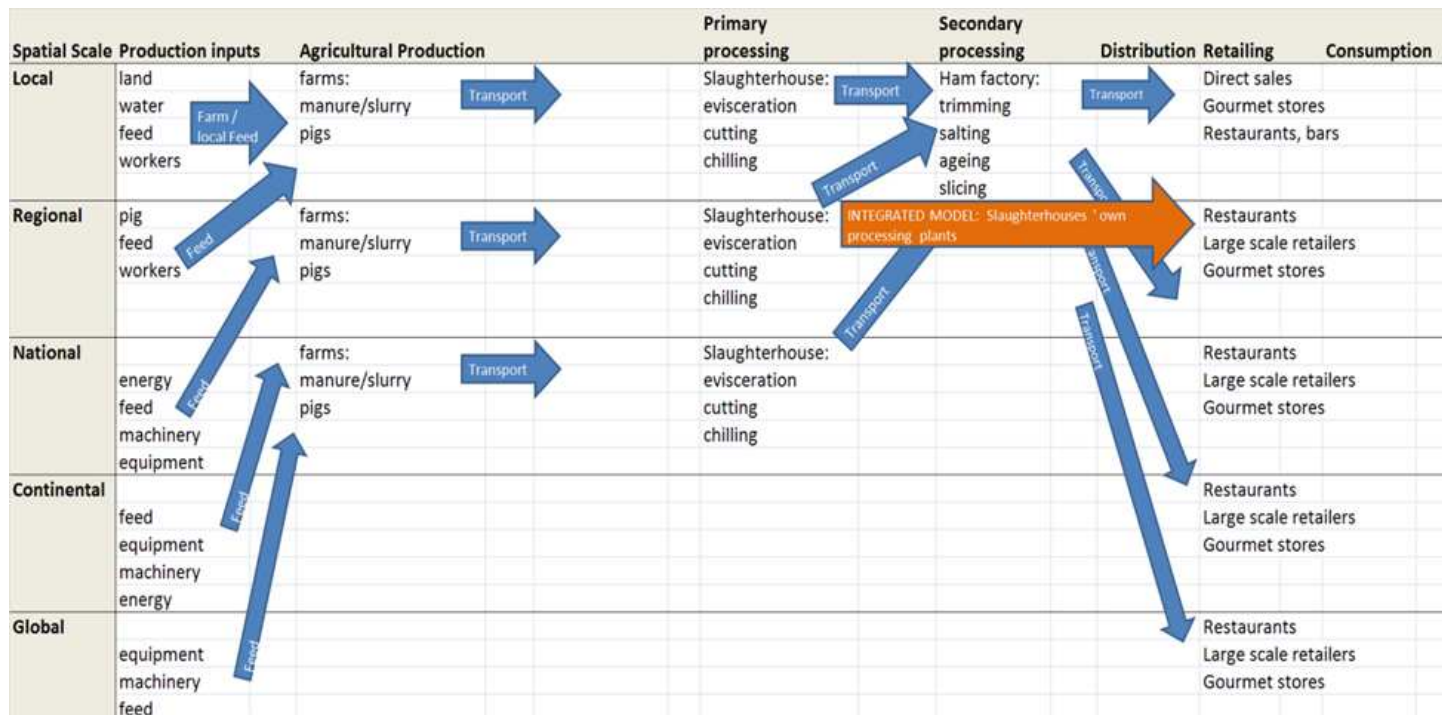 Spatial Scale Production inputs Agricultural Production Primary processing Secondary processing Distribution Retailing Consumption
Local land farms: Slaughterhouse: Ham factory: Direct sales
water manure/slurry Transport evisceration Transport trimming Transport Gourmet stores
Farm /
feed local Feed pigs cutting salting Restaurants, bars
workers chilling ageing
Transport slicing Transport
Regional pig farms: Slaughterhouse: INTEGRATED MODEL: Slaughterhouses ' own Restaurants
feed Feed manure/slurry Transport evisceration processing plants Large scale retailers
workers pigs cutting Gourmet stores
chilling Transport
Transport Transport
National farms: Slaughterhouse: Restaurants
energy manure/slurry Transport evisceration Large scale retailers
feed Feed pigs cutting Gourmet stores
machinery chilling
equipment
Continental Restaurants
feed Feed Large scale retailers
equipment Gourmet stores
machinery
energy
Global Restaurants
equipment Feed Large scale retailers
machinery Gourmet stores
feed